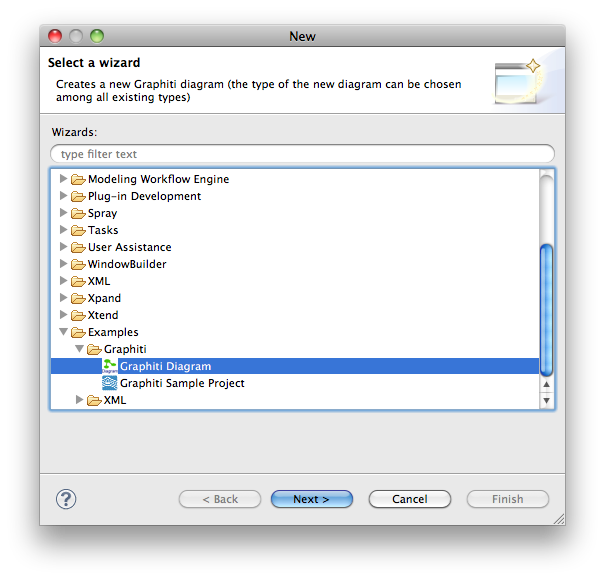 New
Select a wizard
Creates a new Graphiti diagram (the type of the new diagram can be chosen
among all existing types)
Wizards:
type filter text
Modeling Workflow Engine
Plug-in Development
Spray
Tasks
User Assistance
WindowBuilder
XML
Xpand
Xtend
Examples
Graphiti
Graphiti Diagram
Graphiti Sample Project
XML
?
< Back
Next >
Cancel
Finish